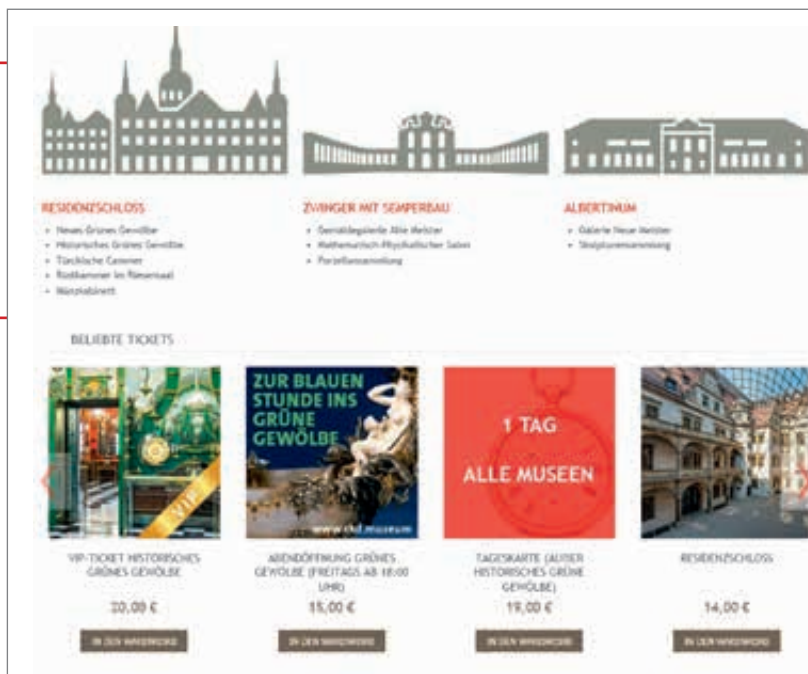 RESIDENZSCHLOSS
• Neues Grünes Gewölbe
• Historisches Grünes Gewölbe
• Türckische Cammer
• Rüstkammer im Riesensaal
• Münzkabinett
ZWINGER MIT SEMPERBAU
• Gemäldegalerie Alte Meister
• Mathematisch-Physikalischer Salon
• Porzellansammlung
ALBERTINUM
• Galerie Neue Meister
• Skulpturensammlung
BELIEBTE TICKETS
VIP
VIP-TICKET HISTORISCHES
GRÜNES GEWÖLBE
20,00 €
IN DEN WARENKORB
ZUR BLAUEN
STUNDE INS
GRÜNE
GEWÖLBE
www.skd.museum
ABENDÖFFNUNG GRÜNES
GEWÖLBE (FREITAGS AB 18:00
UHR)
15,00 €
IN DEN WARENKORB
1 TAG
ALLE MUSEEN
TAGESKARTE (AUßER
HISTORISCHES GRÜNE
GEWÖLBE)
19,00 €
IN DEN WARENKORB
RESIDENZSCHLOSS
14,00 €
IN DEN WARENKORB